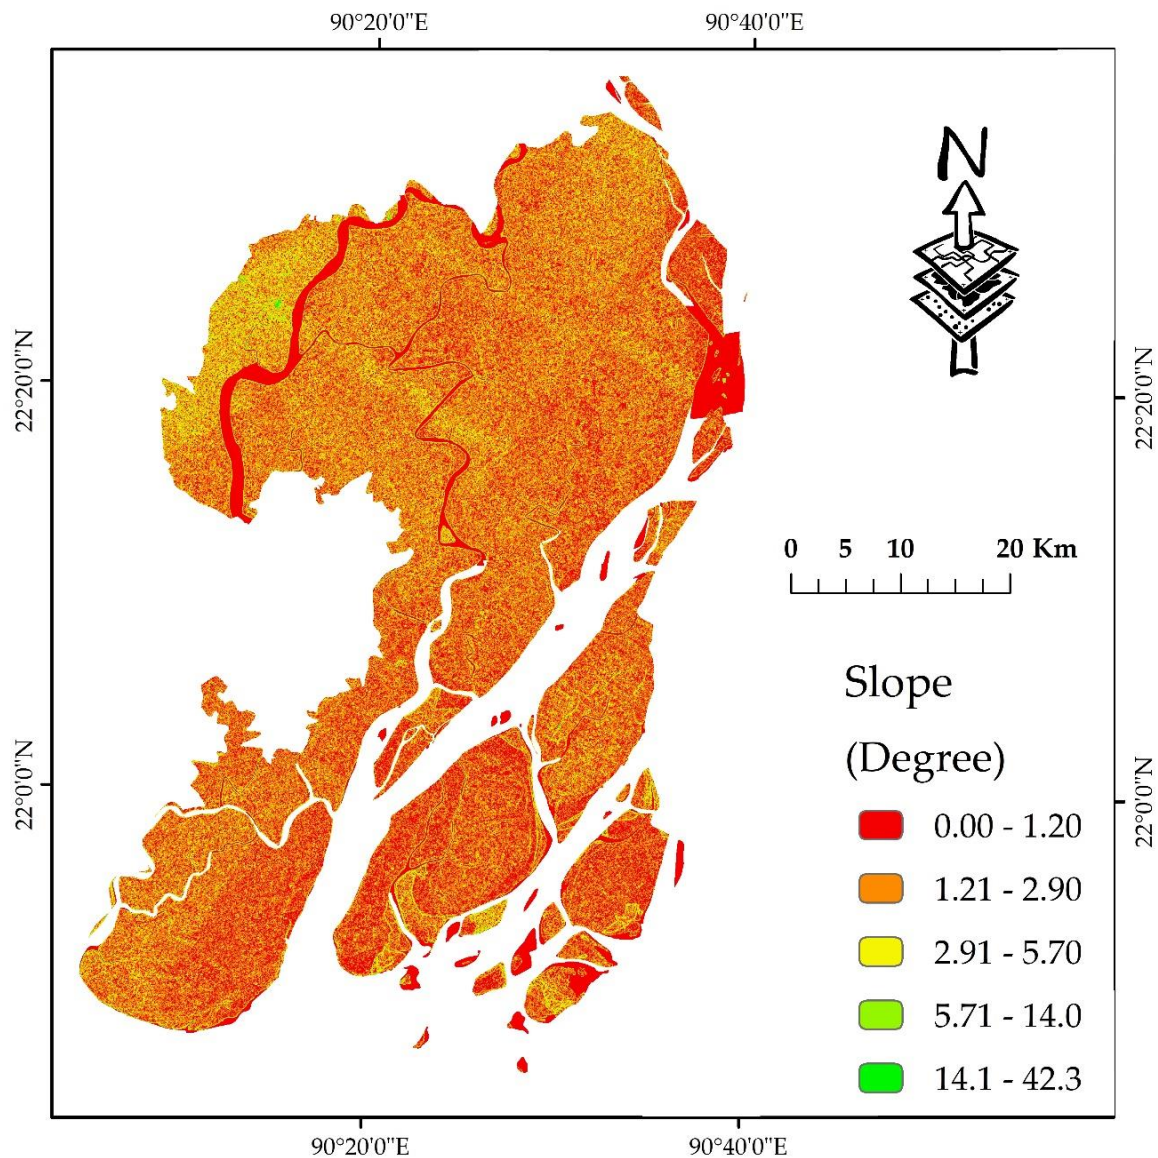 90°20'0"E
90°40'0"E
N
22°20'0"N
22°20'0"N
0 5 10 20 Km
Slope
(Degree)
22°0'0"N
22°0'0"N
0.00 - 1.20
1.21 - 2.90
2.91 - 5.70
5.71 - 14.0
14.1 - 42.3
90°20'0"E
90°40'0"E